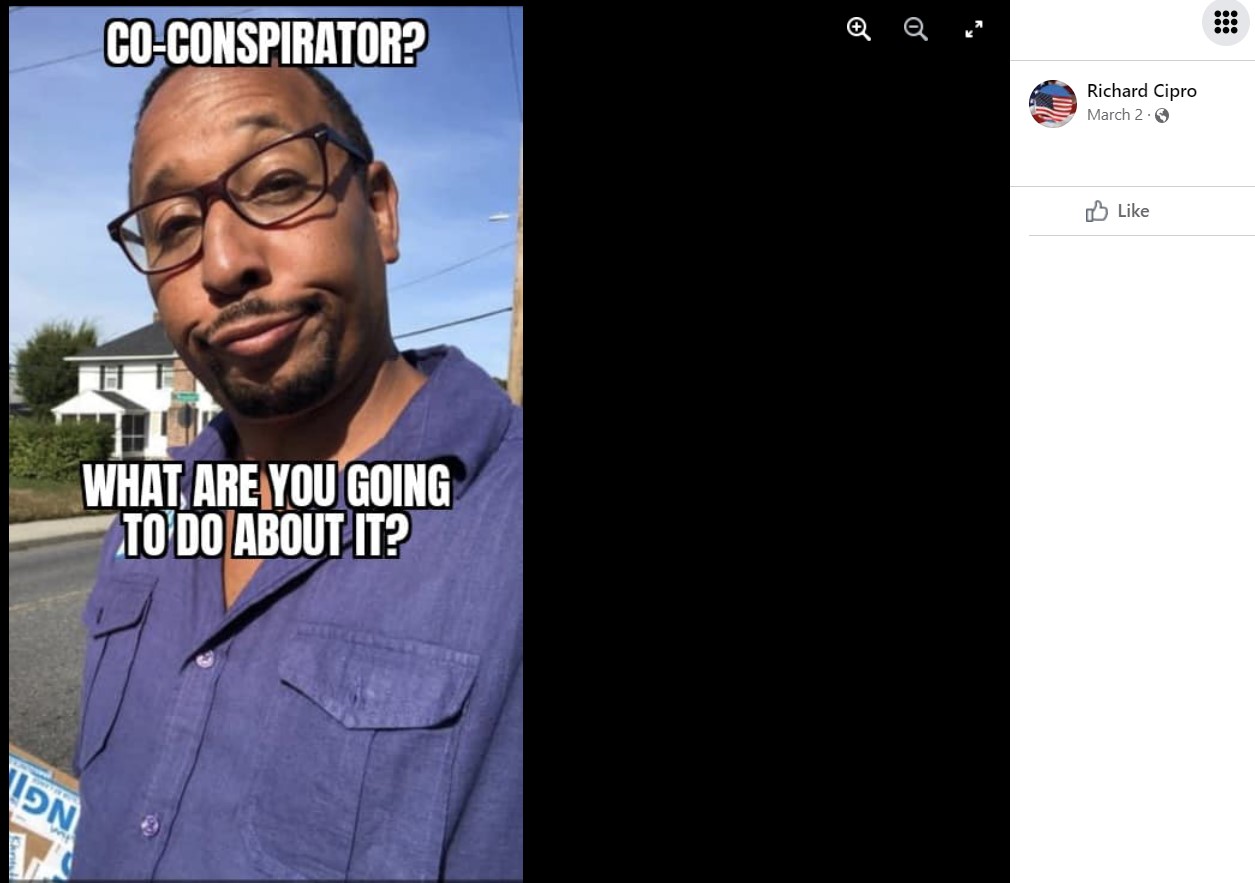 CO-CONSPIRATOR?
WHAT ARE YOU GOING
TO DO ABOUT IT?
Richard Cipro
March 2 ·
Like